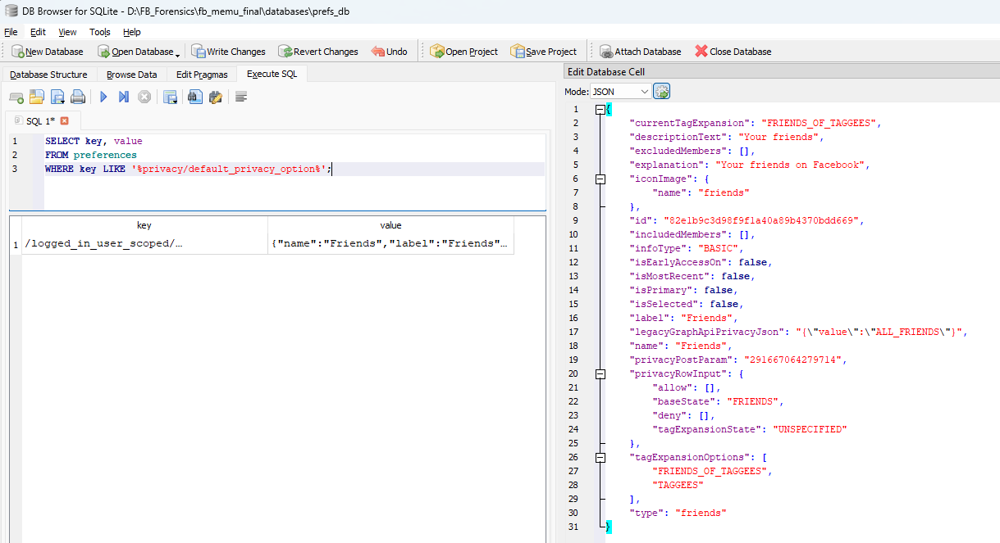 DB Browser for SQLite - D:\FB_Forensics\fb_memu_final\databases\prefs_db
File Edit View Tools Help
New Database Open Database Write Changes Revert Changes Undo Open Project Save Project Attach Database Close Database
Database Structure Browse Data Edit Pragmas Execute SQL
SQL 1*
1 SELECT key, value
2 FROM preferences
3 WHERE key LIKE '%privacy/default_privacy_option%';
key value
1 /logged_in_user_scoped/… {"name":"Friends","label":"Friends"…
Edit Database Cell
Mode: JSON
1 {
2 "currentTagExpansion": "FRIENDS_OF_TAGGEES",
3 "descriptionText": "Your friends",
4 "excludedMembers": [],
5 "explanation": "Your friends on Facebook",
6 "iconImage": {
7 "name": "friends"
8 },
9 "id": "82e1b9c3d98f9f1a40a89b4370bdd669",
10 "includedMembers": [],
11 "infoType": "BASIC",
12 "isEarlyAccessOn": false,
13 "isMostRecent": false,
14 "isPrimary": false,
15 "isSelected": false,
16 "label": "Friends",
17 "legacyGraphApiPrivacyJson": "{\"value\":\"ALL_FRIENDS\"}",
18 "name": "Friends",
19 "privacyPostParam": "291667064279714",
20 "privacyRowInput": {
21 "allow": [],
22 "baseState": "FRIENDS",
23 "deny": [],
24 "tagExpansionState": "UNSPECIFIED"
25 },
26 "tagExpansionOptions": [
27 "FRIENDS_OF_TAGGEES",
28 "TAGGEES"
29 ],
30 "type": "friends"
31 }